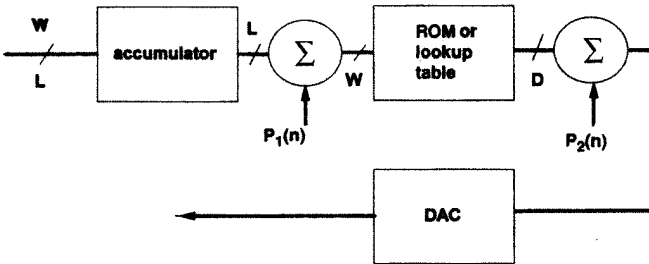 W
L
accumulator
L
Σ
P₁(n)
W
ROM or
lookup
table
D
Σ
P₂(n)
DAC